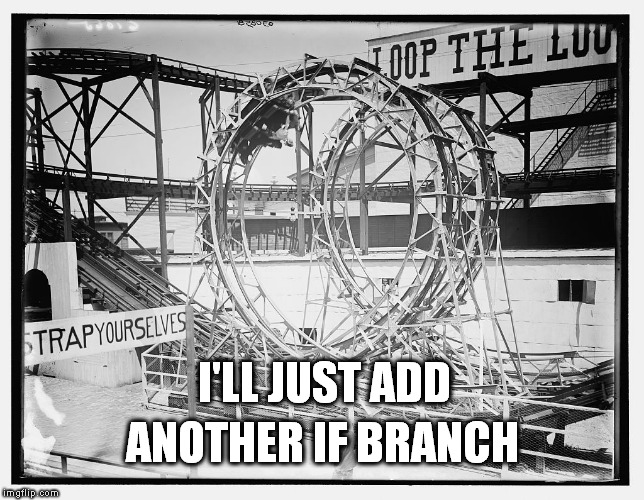 LOOP THE LOO
STRAPYOURSELVES
I'LL JUST ADD
ANOTHER IF BRANCH
imgflip.com